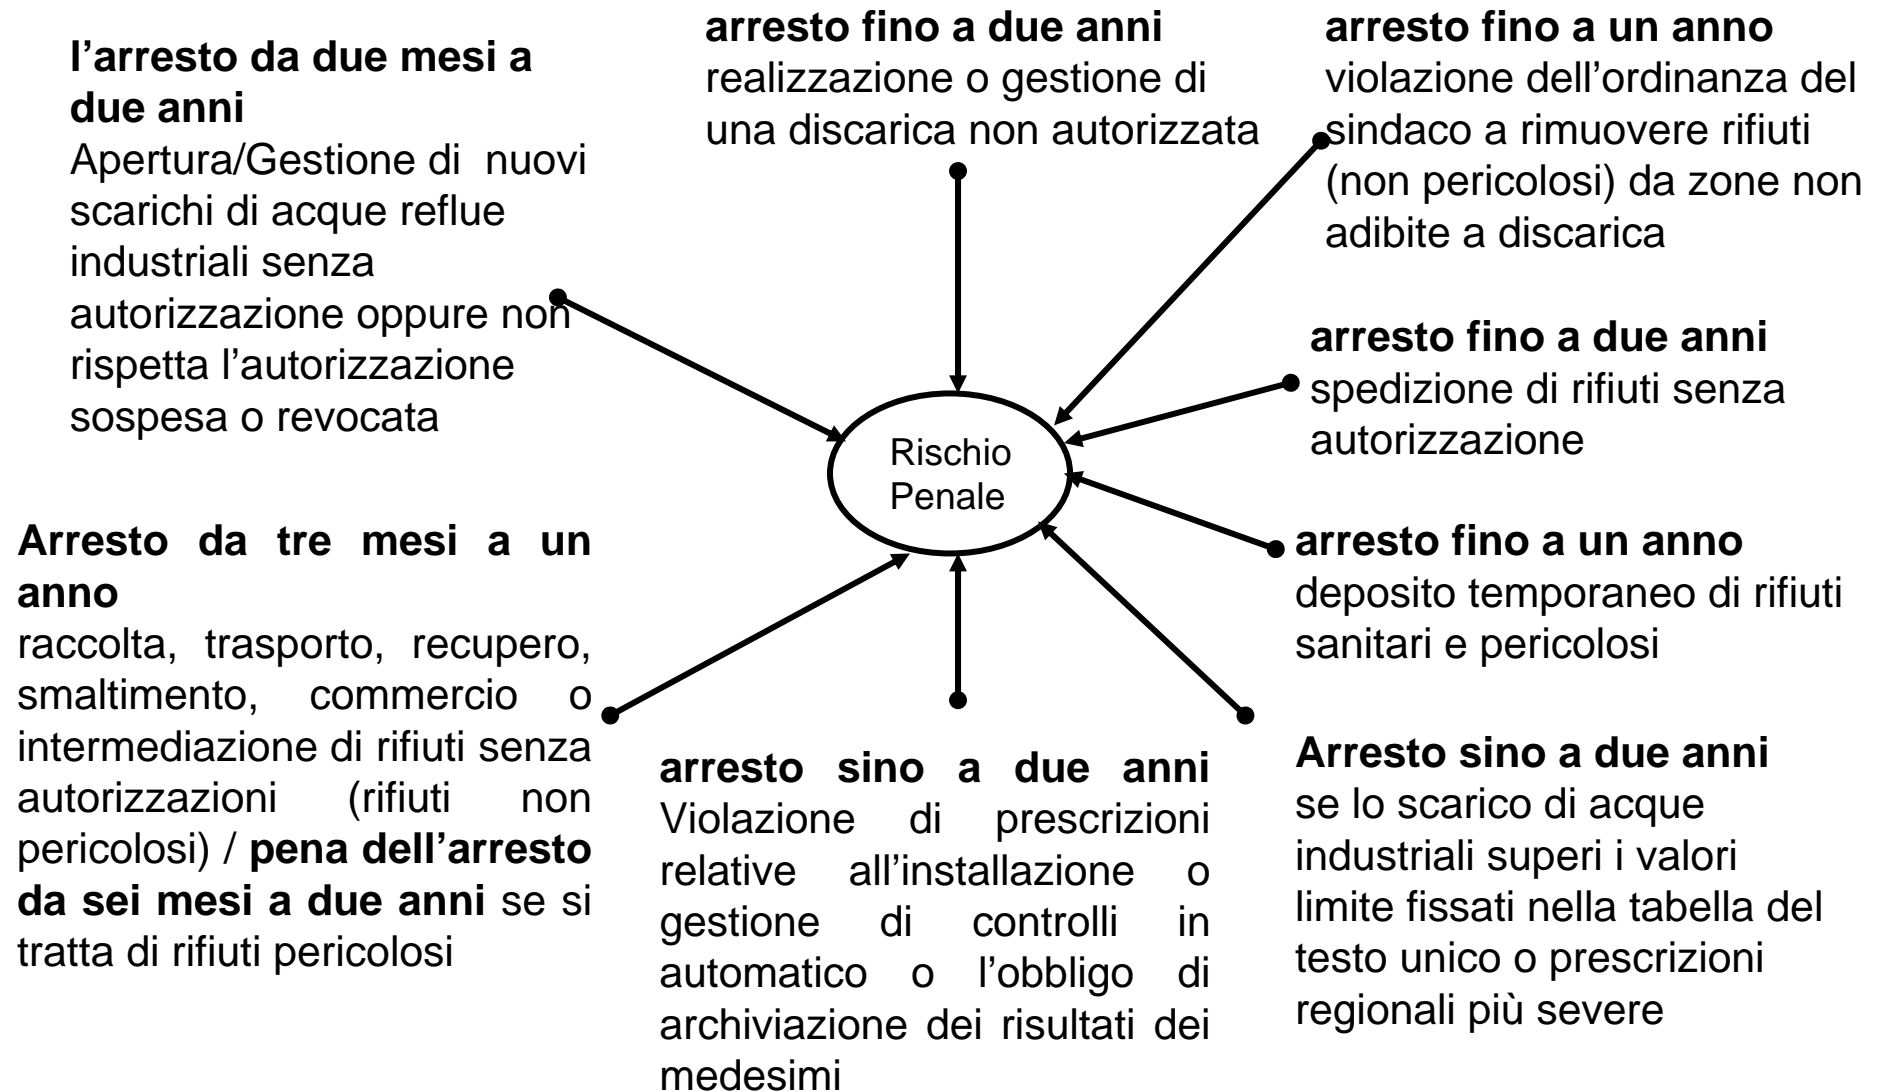 l’arresto da due mesi a
due anni
Apertura/Gestione di nuovi
scarichi di acque reflue
industriali senza
autorizzazione oppure non
rispetta l’autorizzazione
sospesa o revocata
arresto fino a due anni
realizzazione o gestione di
una discarica non autorizzata
arresto fino a un anno
violazione dell’ordinanza del
sindaco a rimuovere rifiuti
(non pericolosi) da zone non
adibite a discarica
arresto fino a due anni
spedizione di rifiuti senza
autorizzazione
Rischio
Penale
Arresto da tre mesi a un
anno
raccolta, trasporto, recupero,
smaltimento, commercio o
intermediazione di rifiuti senza
autorizzazioni (rifiuti non
pericolosi) / pena dell’arresto
da sei mesi a due anni se si
tratta di rifiuti pericolosi
arresto sino a due anni
Violazione di prescrizioni
relative all’installazione o
gestione di controlli in
automatico o l’obbligo di
archiviazione dei risultati dei
medesimi
arresto fino a un anno
deposito temporaneo di rifiuti
sanitari e pericolosi
Arresto sino a due anni
se lo scarico di acque
industriali superi i valori
limite fissati nella tabella del
testo unico o prescrizioni
regionali più severe